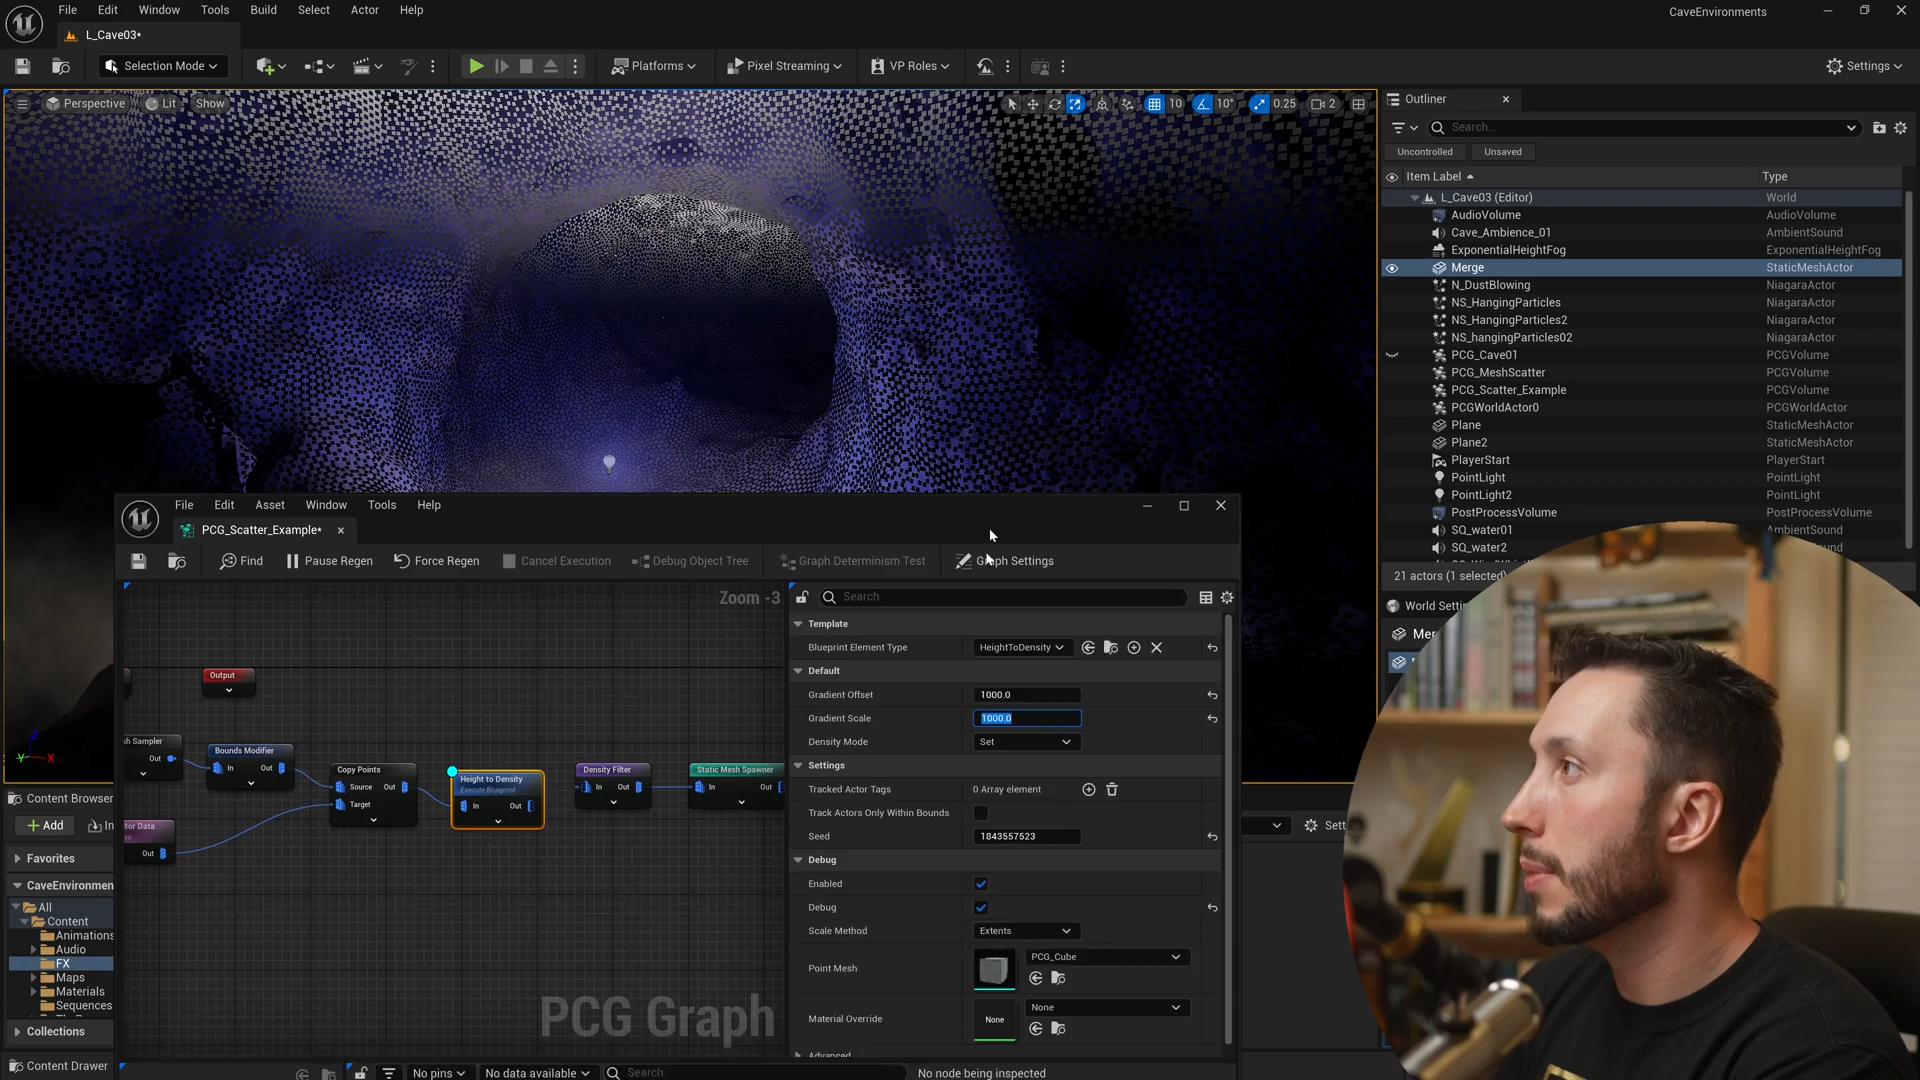 File Edit Window Tools Build Select Actor Help
CaveEnvironments
L_Cave03*
Selection Mode
Platforms
Pixel Streaming
VP Roles
Settings
Perspective Lit Show
10 10° 0.25 2
Outliner
Search...
Uncontrolled Unsaved
Item Label Type
L_Cave03 (Editor) World
AudioVolume AudioVolume
Cave_Ambience_01 AmbientSound
ExponentialHeightFog ExponentialHeightFog
Merge StaticMeshActor
N_DustBlowing NiagaraActor
NS_HangingParticles NiagaraActor
NS_HangingParticles2 NiagaraActor
NS_hangingParticles02 NiagaraActor
PCG_Cave01 PCGVolume
PCG_MeshScatter PCGVolume
PCG_Scatter_Example PCGVolume
PCGWorldActor0 PCGWorldActor
Plane StaticMeshActor
Plane2 StaticMeshActor
PlayerStart PlayerStart
PointLight PointLight
PointLight2 PointLight
PostProcessVolume PostProcessVolume
SQ_water01 AmbientSound
SQ_water2 AmbientSound
21 actors (1 selected)
World Setti
Mer
Sett
File Edit Asset Window Tools Help
PCG_Scatter_Example*
Find Pause Regen Force Regen Cancel Execution Debug Object Tree Graph Determinism Test Graph Settings
Zoom -3
Output
sh Sampler
Out
Bounds Modifier
In Out
Copy Points
Source Out
Target
Height to Density
Execute Blueprint
In Out
Density Filter
In Out
Static Mesh Spawner
In Out
tor Data
Out
PCG Graph
Search
Template
Blueprint Element Type HeightToDensity
Default
Gradient Offset 1000.0
Gradient Scale 1000.0
Density Mode Set
Settings
Tracked Actor Tags 0 Array element
Track Actors Only Within Bounds
Seed 1843557523
Debug
Enabled
Debug
Scale Method Extents
Point Mesh PCG_Cube
Material Override None None
Advanced
No pins No data available Search No node being inspected
Y X Z
Content Browser
Add In
Favorites
CaveEnvironmen
All
Content
Animations
Audio
FX
Maps
Materials
Sequences
Collections
Content Drawer